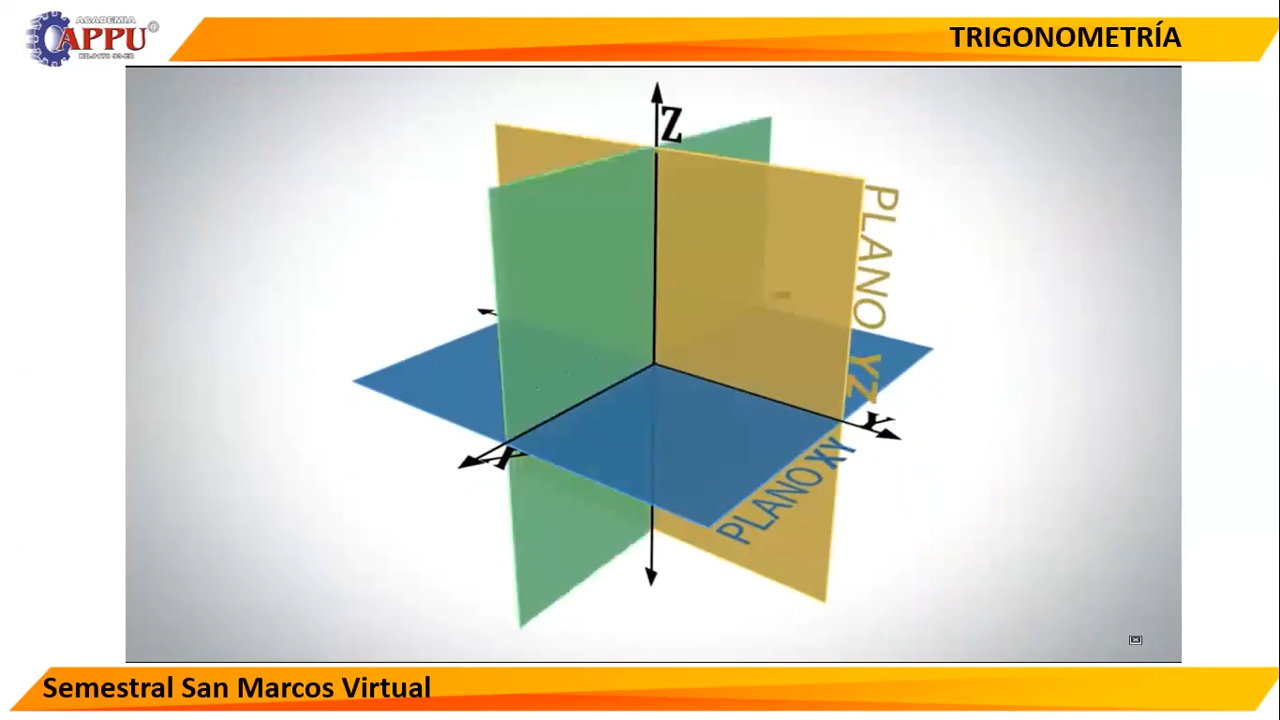 ACADEMIA
APPU
TRIGONOMETRÍA
Z
PLANO YZ
Y
X
PLANO XY
Semestral San Marcos Virtual